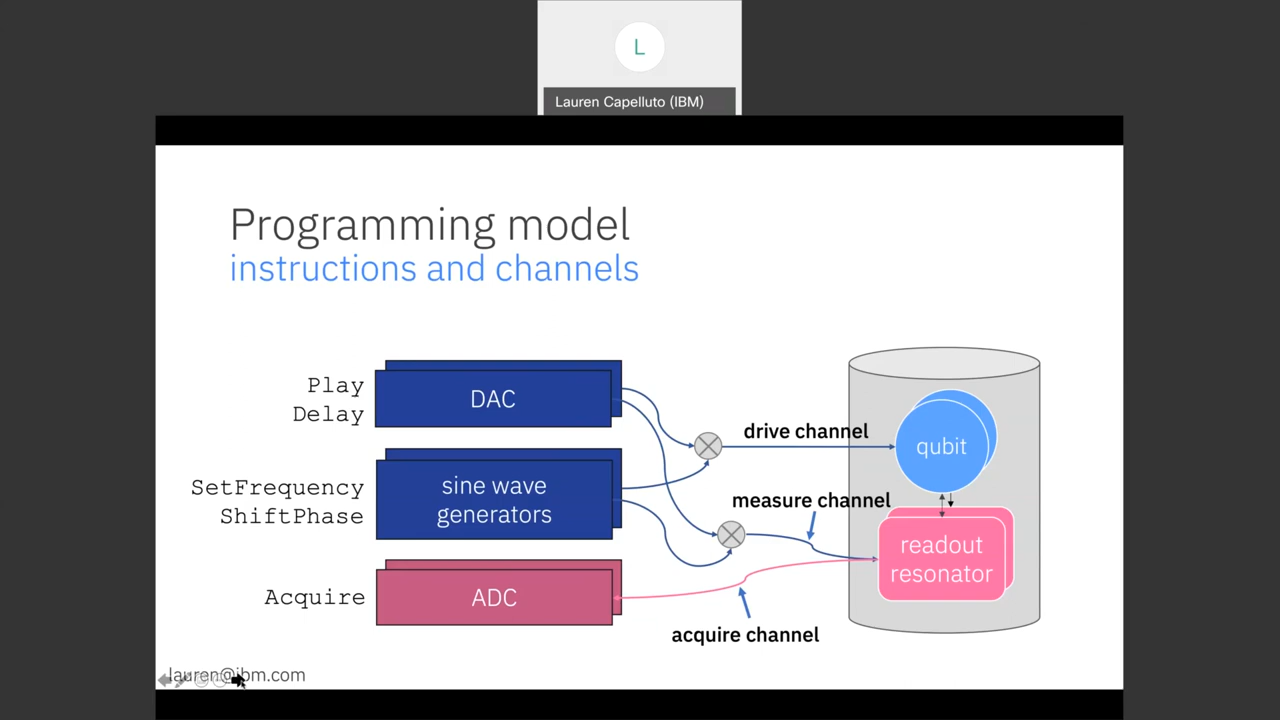 L
Lauren Capelluto (IBM)
Programming model
instructions and channels
Play
Delay
DAC
SetFrequency
ShiftPhase
sine wave
generators
Acquire
ADC
drive channel
measure channel
acquire channel
qubit
readout
resonator
lauren@ibm.com